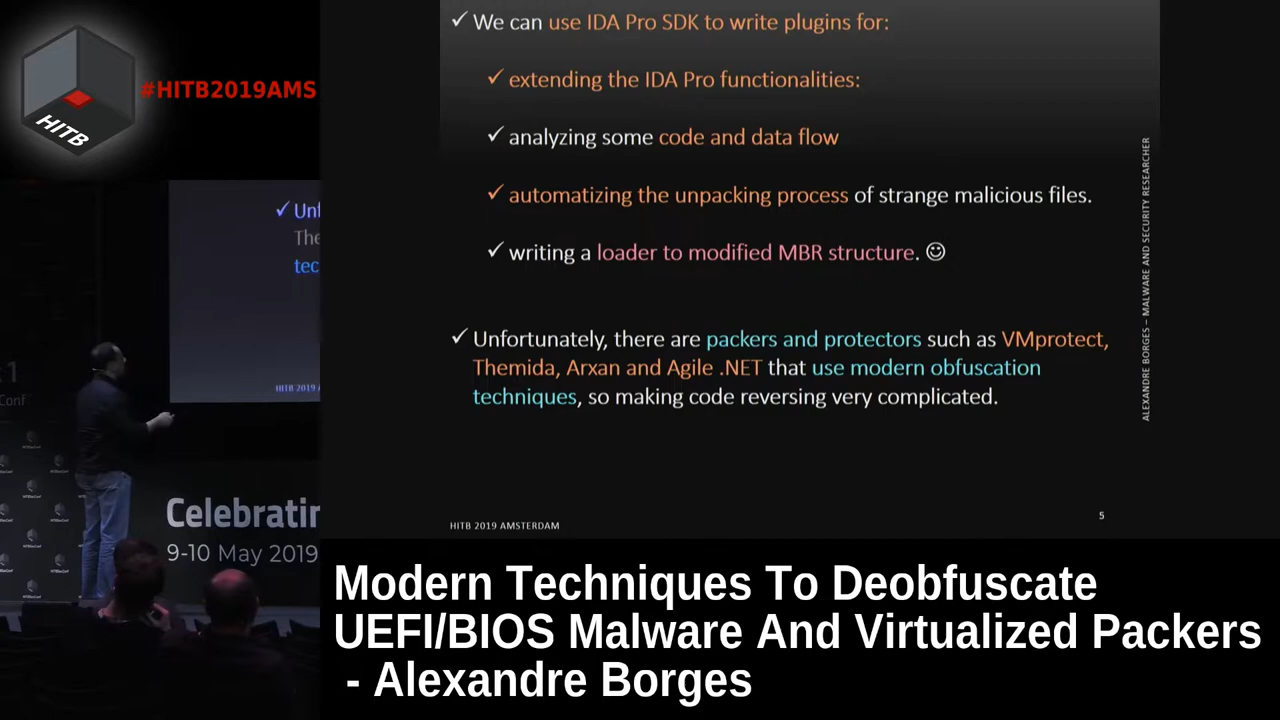 HITB
#HITB2019AMS
✓ We can use IDA Pro SDK to write plugins for:
✓ extending the IDA Pro functionalities:
✓ analyzing some code and data flow
✓ automatizing the unpacking process of strange malicious files.
✓ writing a loader to modified MBR structure. ☺
✓ Unfortunately, there are packers and protectors such as VMprotect,
Themida, Arxan and Agile .NET that use modern obfuscation
techniques, so making code reversing very complicated.
HITB 2019 AMSTERDAM
5
ALEXANDRE BORGES – MALWARE AND SECURITY RESEARCHER
✓ Unf
The
tec
HITB 2019 A
Celebratin
9-10 May 2019
Modern Techniques To Deobfuscate
UEFI/BIOS Malware And Virtualized Packers
- Alexandre Borges